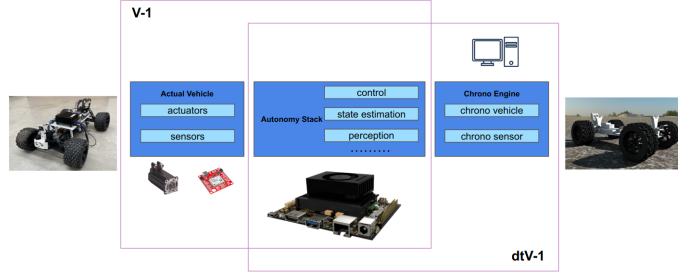 V-1
Actual Vehicle
actuators
sensors
Autonomy Stack
control
state estimation
perception
.........
Chrono Engine
chrono vehicle
chrono sensor
dtV-1